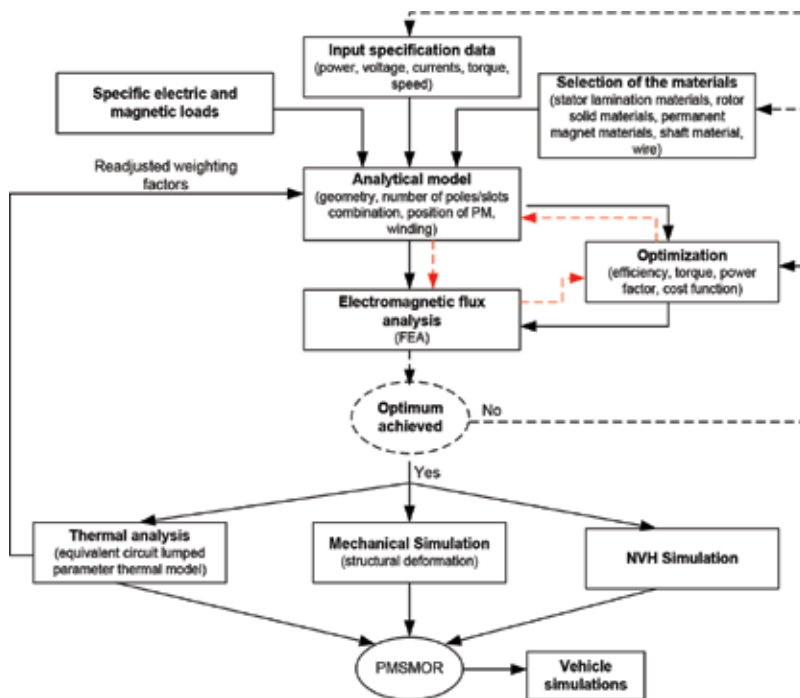 Input specification data
(power, voltage, currents, torque,
speed)
Specific electric and
magnetic loads
Selection of the materials
(stator lamination materials, rotor
solid materials, permanent
magnet materials, shaft material,
wire)
Readjusted weighting
factors
Analytical model
(geometry, number of poles/slots
combination, position of PM,
winding)
Optimization
(efficiency, torque, power
factor, cost function)
Electromagnetic flux
analysis
(FEA)
Optimum
achieved
No
Yes
Thermal analysis
(equivalent circuit lumped
parameter thermal model)
Mechanical Simulation
(structural deformation)
NVH Simulation
PMSMOR
Vehicle
simulations